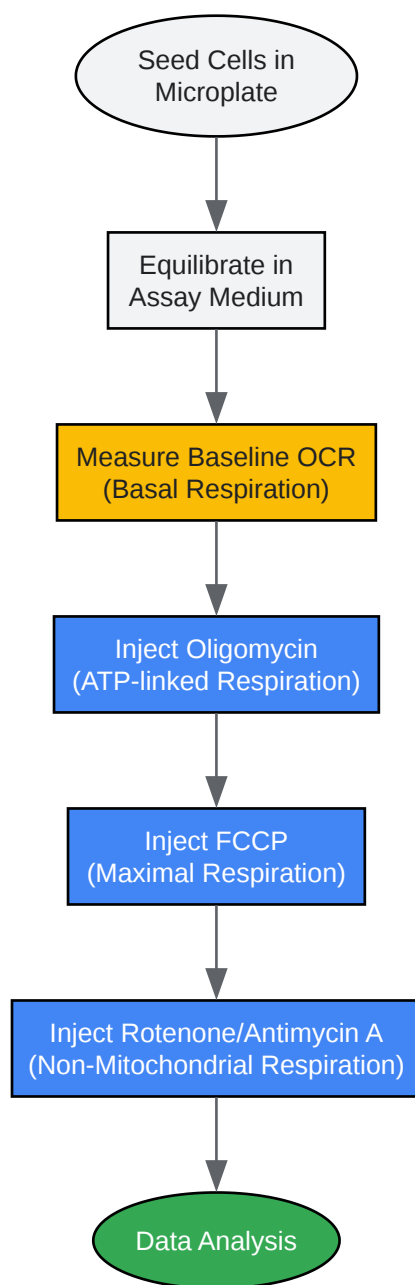 Seed Cells in
Microplate
Equilibrate in
Assay Medium
Measure Baseline OCR
(Basal Respiration)
Inject Oligomycin
(ATP-linked Respiration)
Inject FCCP
(Maximal Respiration)
Inject Rotenone/Antimycin A
(Non-Mitochondrial Respiration)
Data Analysis